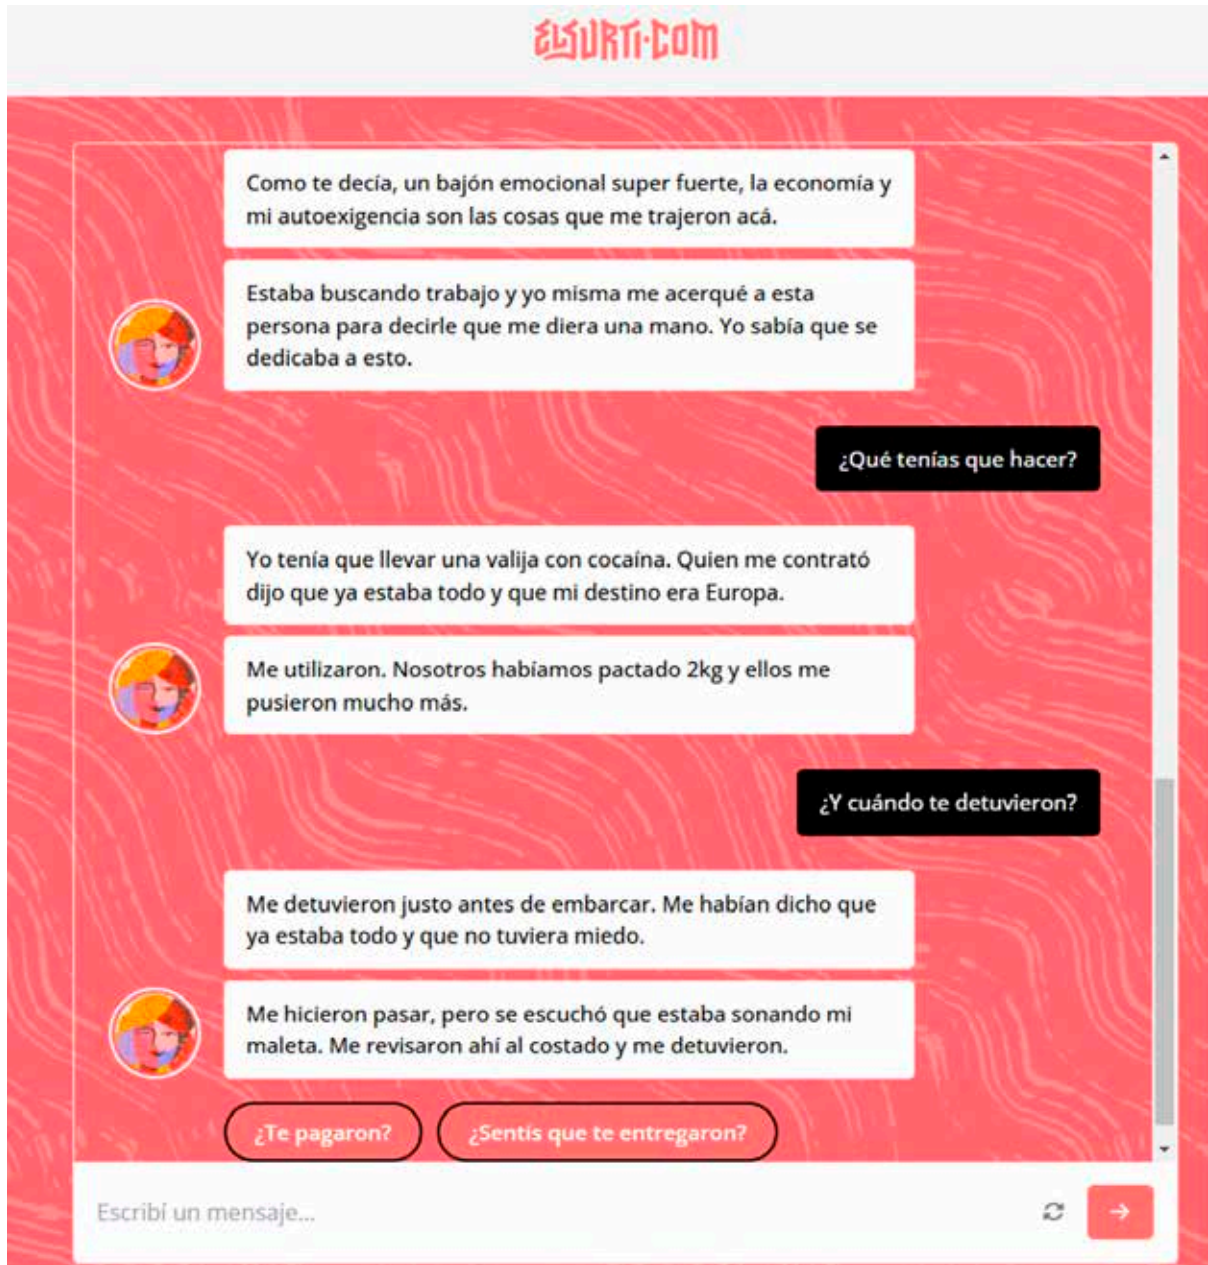 ELSURTI·COM
Como te decía, un bajón emocional super fuerte, la economía y
mi autoexigencia son las cosas que me trajeron acá.
Estaba buscando trabajo y yo misma me acerqué a esta
persona para decirle que me diera una mano. Yo sabía que se
dedicaba a esto.
¿Qué tenías que hacer?
Yo tenía que llevar una valija con cocaína. Quien me contrató
dijo que ya estaba todo y que mi destino era Europa.
Me utilizaron. Nosotros habíamos pactado 2kg y ellos me
pusieron mucho más.
¿Y cuándo te detuvieron?
Me detuvieron justo antes de embarcar. Me habían dicho que
ya estaba todo y que no tuviera miedo.
Me hicieron pasar, pero se escuchó que estaba sonando mi
maleta. Me revisaron ahí al costado y me detuvieron.
¿Te pagaron? ¿Sentís que te entregaron?
Escribí un mensaje...